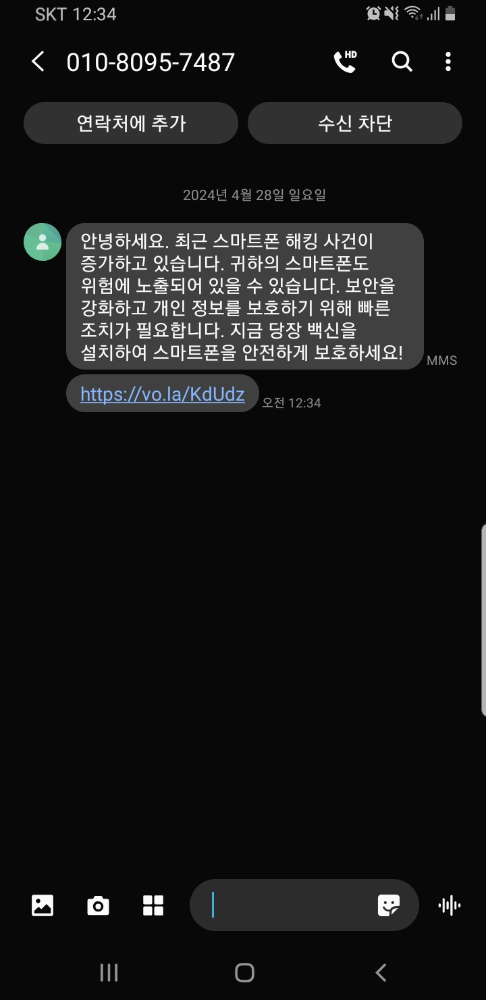 SKT 12:34
010-8095-7487
HD
연락처에 추가
수신 차단
2024년 4월 28일 일요일
안녕하세요. 최근 스마트폰 해킹 사건이
증가하고 있습니다. 귀하의 스마트폰도
위험에 노출되어 있을 수 있습니다. 보안을
강화하고 개인 정보를 보호하기 위해 빠른
조치가 필요합니다. 지금 당장 백신을
설치하여 스마트폰을 안전하게 보호하세요!
MMS
https://vo.la/KdUdz
오전 12:34